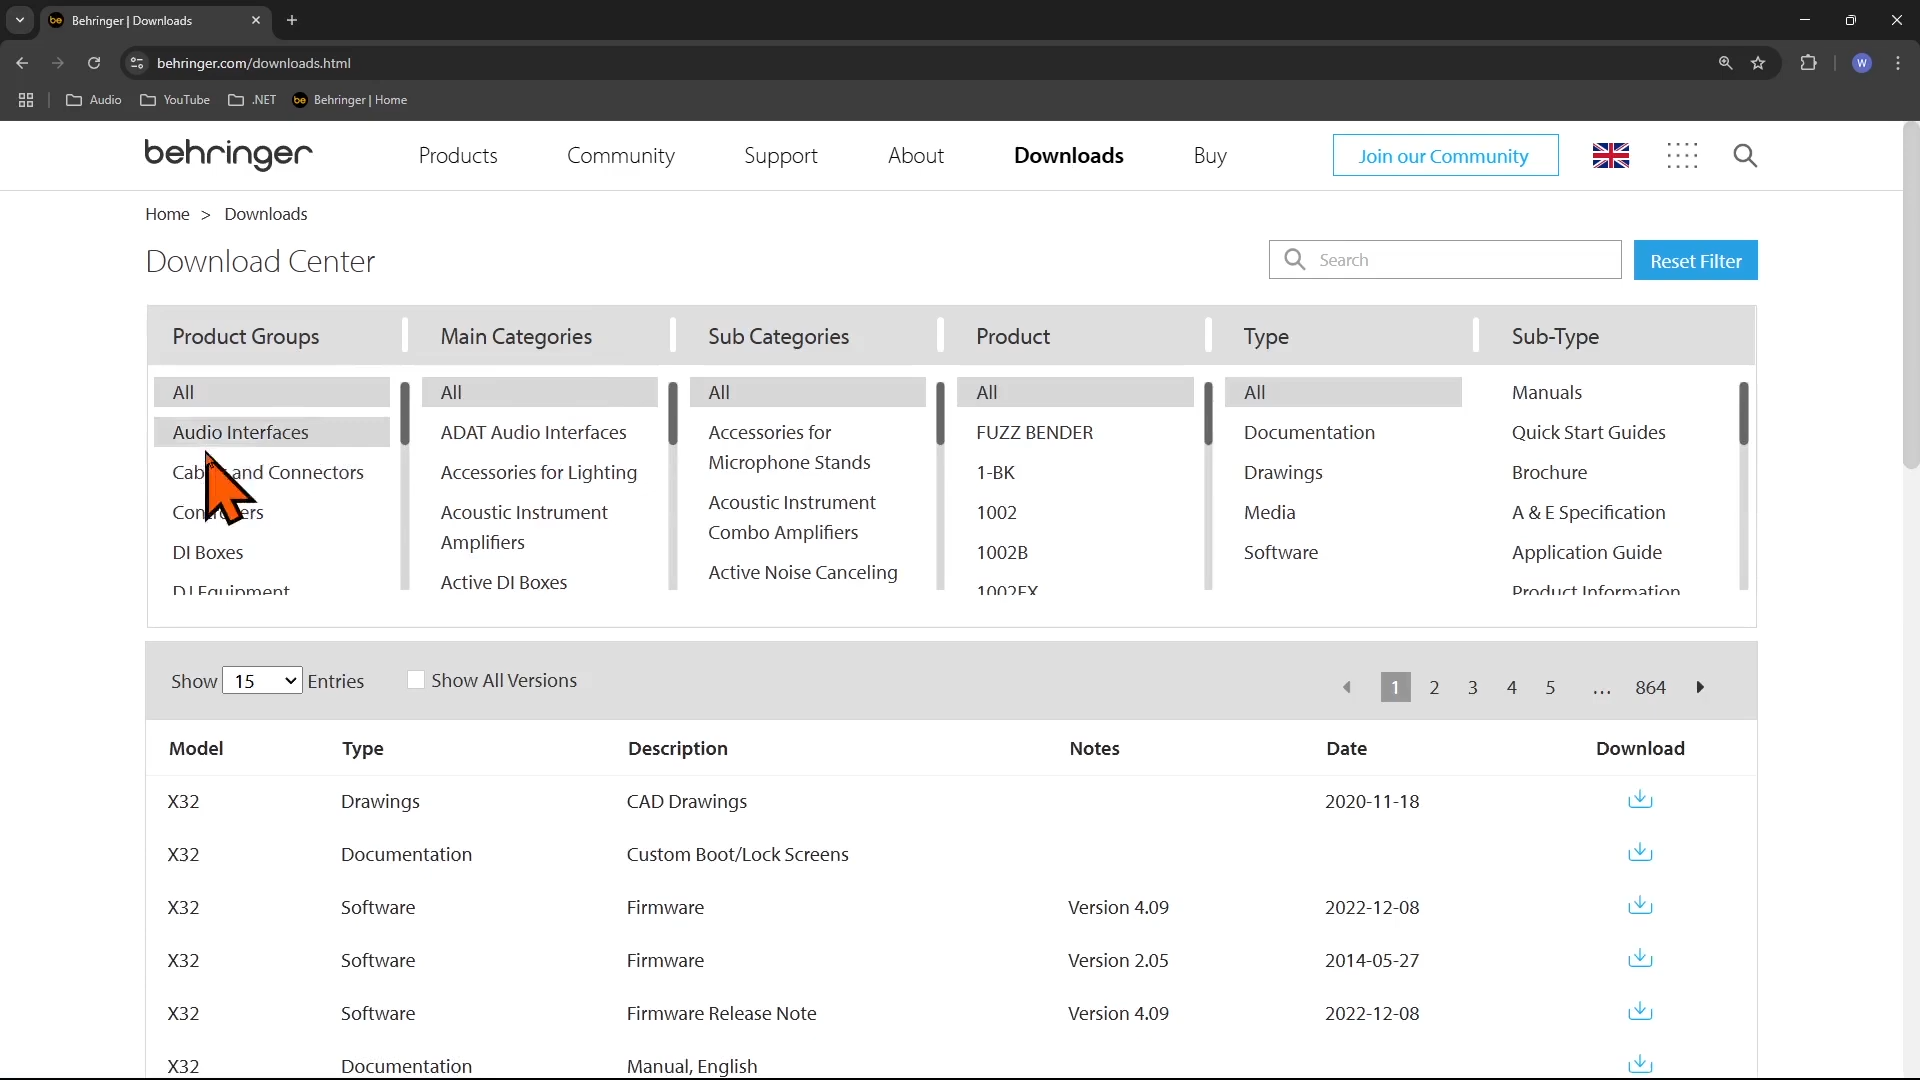 Behringer | Downloads
behringer.com/downloads.html
W
Audio YouTube .NET Behringer | Home
behringer Products Community Support About Downloads Buy Join our Community
Home > Downloads
Download Center Search Reset Filter
Product Groups Main Categories Sub Categories Product Type Sub-Type
All
Audio Interfaces
and Connectors
DI Boxes
DJ Equipment
All
ADAT Audio Interfaces
Accessories for Lighting
Acoustic Instrument
Amplifiers
Active DI Boxes
All
Accessories for
Microphone Stands
Acoustic Instrument
Combo Amplifiers
Active Noise Canceling
All
FUZZ BENDER
1-BK
1002
1002B
1002FX
All
Documentation
Drawings
Media
Software
Manuals
Quick Start Guides
Brochure
A & E Specification
Application Guide
Product Information
Show 15 Entries Show All Versions 1 2 3 4 5 ... 864
Model Type Description Notes Date Download
X32 Drawings CAD Drawings 2020-11-18
X32 Documentation Custom Boot/Lock Screens
X32 Software Firmware Version 4.09 2022-12-08
X32 Software Firmware Version 2.05 2014-05-27
X32 Software Firmware Release Note Version 4.09 2022-12-08
X32 Documentation Manual, English